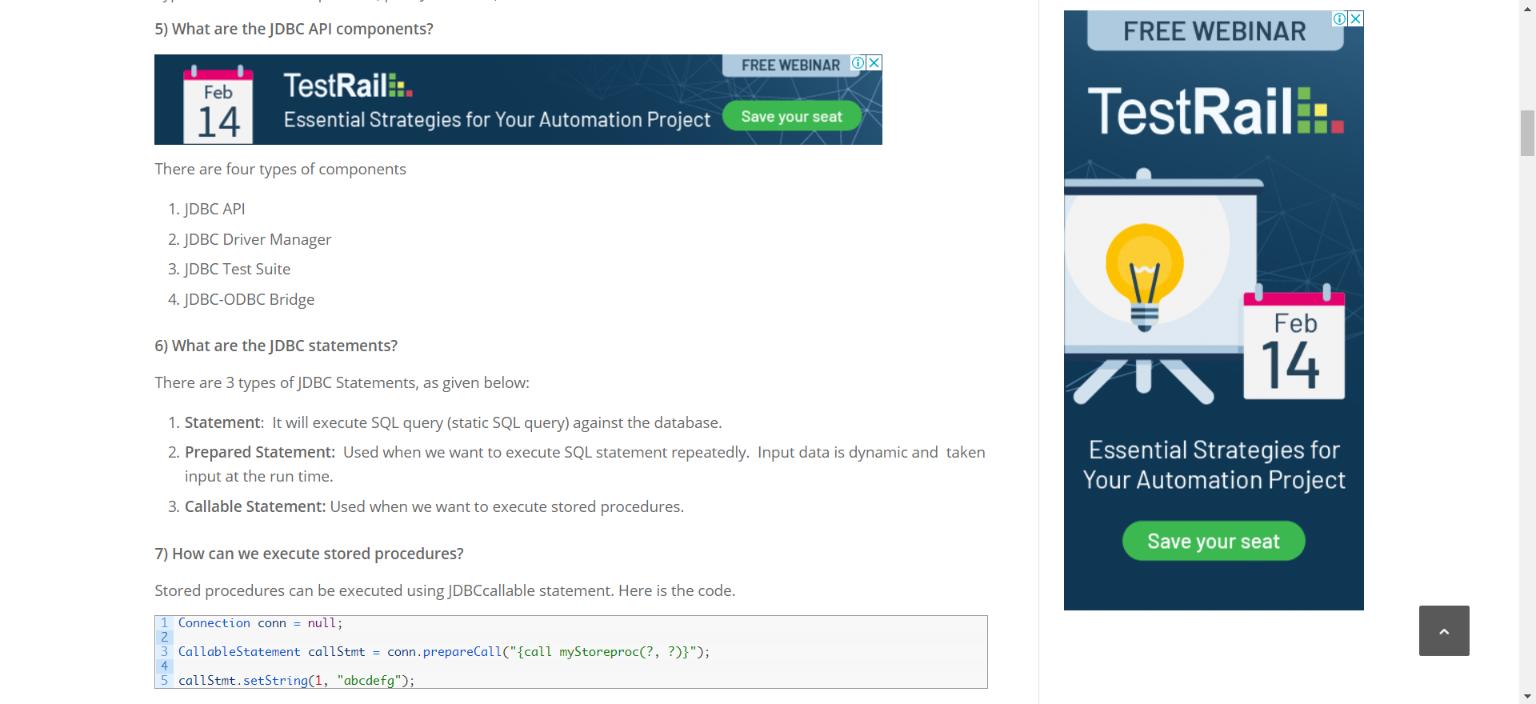 5) What are the JDBC API components?
Feb
14
TestRail
Essential Strategies for Your Automation Project
FREE WEBINAR
Save your seat
There are four types of components
1. JDBC API
2. JDBC Driver Manager
3. JDBC Test Suite
4. JDBC-ODBC Bridge
6) What are the JDBC statements?
There are 3 types of JDBC Statements, as given below:
1. Statement:  It will execute SQL query (static SQL query) against the database.
2. Prepared Statement:  Used when we want to execute SQL statement repeatedly.  Input data is dynamic and  taken
input at the run time.
3. Callable Statement: Used when we want to execute stored procedures.
7) How can we execute stored procedures?
Stored procedures can be executed using JDBCcallable statement. Here is the code.
1 Connection conn = null;
2
3 CallableStatement callStmt = conn.prepareCall("{call myStoreproc(?, ?)}");
4
5 callStmt.setString(1, "abcdefg");
FREE WEBINAR
TestRail
Feb
14
Essential Strategies for
Your Automation Project
Save your seat